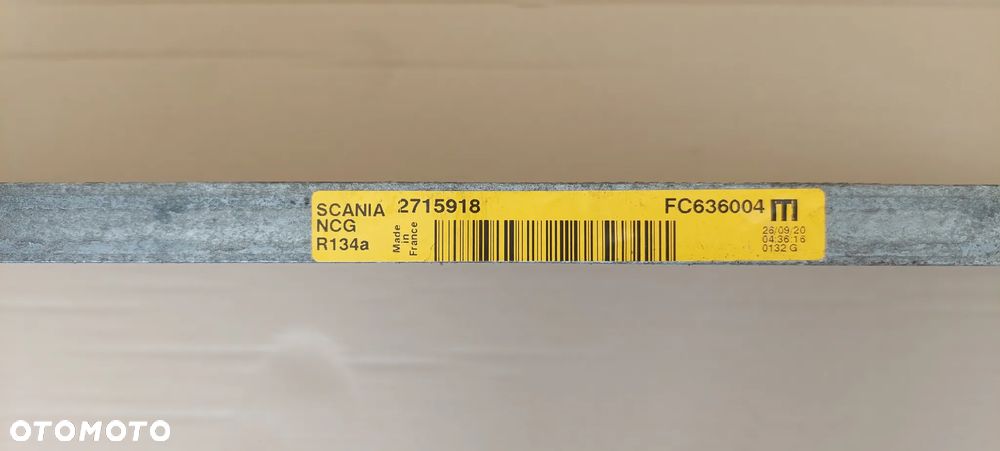 SCANIA 2715918 FC636004
NCG
R134a
Made
in
France
26/09/20
04:36:16
0132 G
OTOMOTO